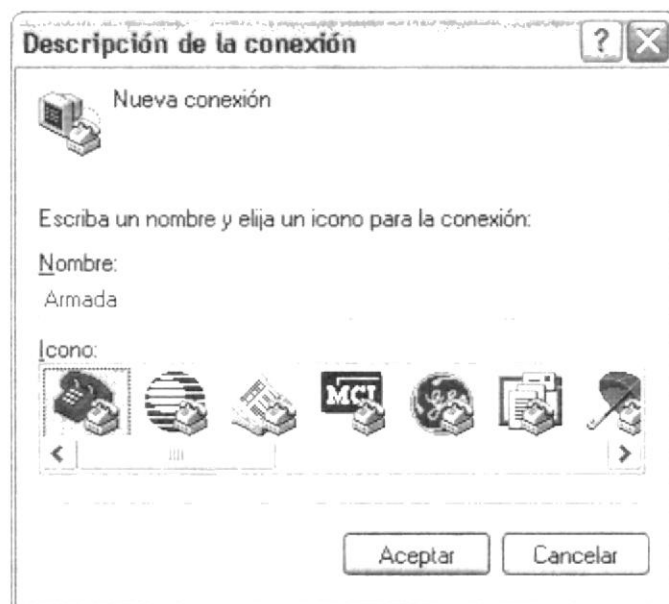 Descripción de la conexión
Nueva conexión
Escriba un nombre y elija un icono para la conexión:
Nombre:
Armada
Icono:
MCI
Aceptar
Cancelar